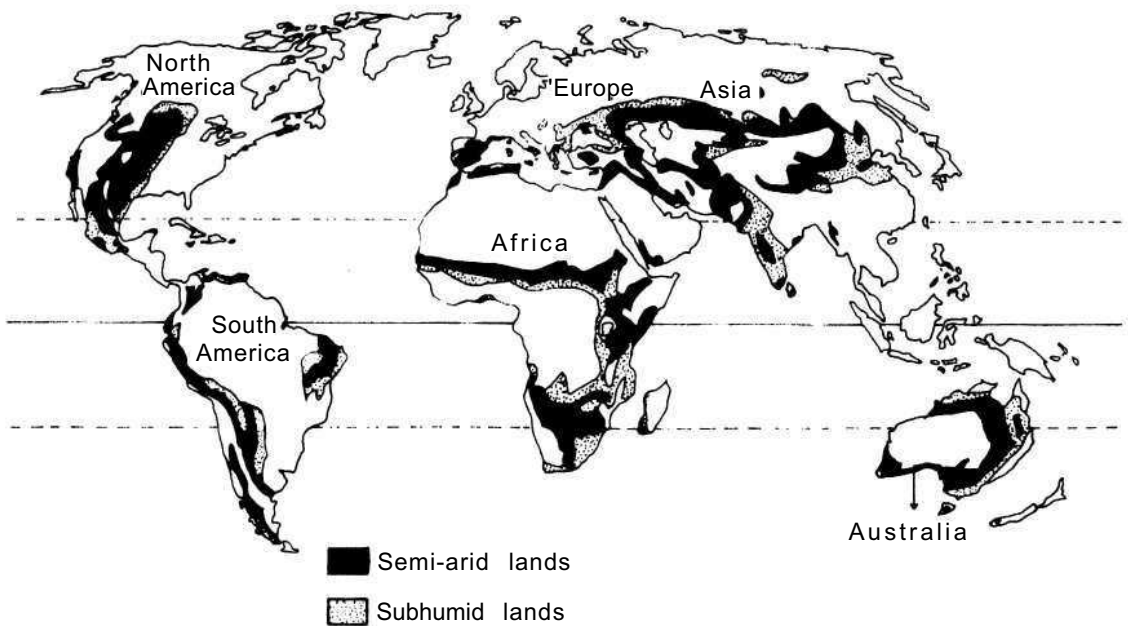 North
America
'Europe
Asia
Africa
South
America
Australia
Semi-arid lands
Subhumid lands